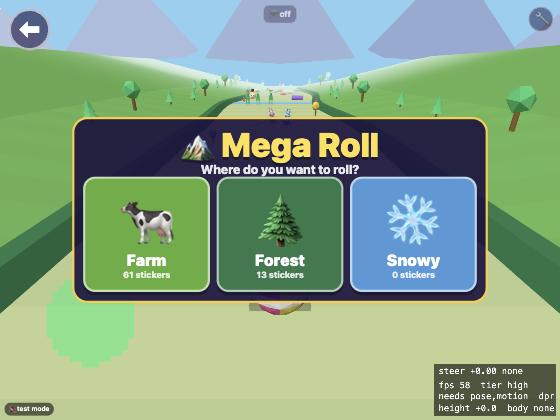 off
Mega Roll
Where do you want to roll?
Farm
61 stickers
Forest
13 stickers
Snowy
0 stickers
steer +0.00 none
fps 58 tier high
needs pose,motion dpr
height +0.0 body none
test mode